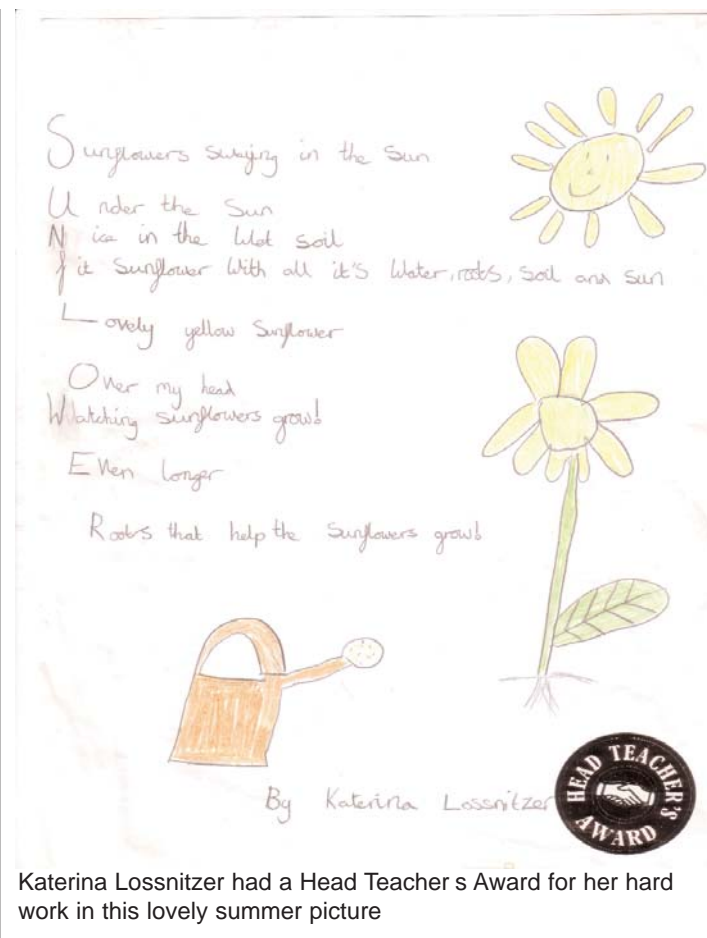 Sunflowers swaying in the Sun
Under the Sun
Nice in the Wet soil
fit Sunflower With all it's Water, roots, soil and sun
Lovely yellow Sunflower
Over my head
Watching sunflowers grow!
Even longer
Roots that help the Sunflowers grow!
By Katerina Lossnitzer
HEAD TEACHER'S
AWARD
Katerina Lossnitzer had a Head Teacher s Award for her hard
work in this lovely summer picture